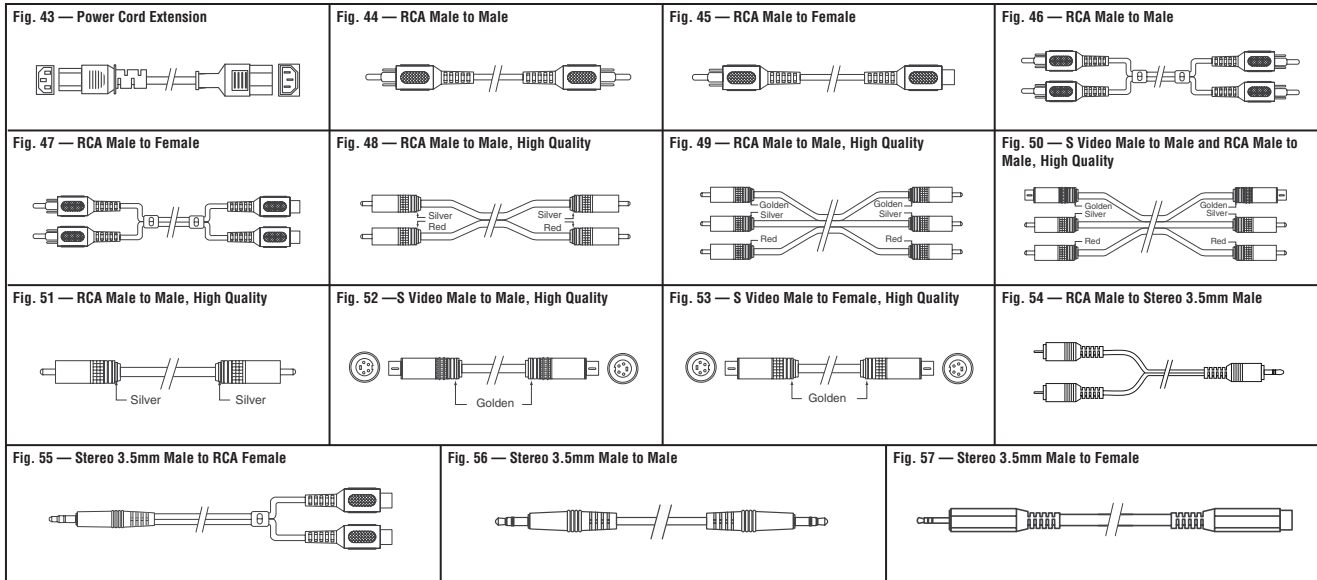 Fig. 43 — Power Cord Extension
Fig. 44 — RCA Male to Male
Fig. 45 — RCA Male to Female
Fig. 46 — RCA Male to Male
Fig. 47 — RCA Male to Female
Fig. 48 — RCA Male to Male, High Quality
Silver
Silver
Red
Red
Fig. 49 — RCA Male to Male, High Quality
Golden
Golden
Silver
Silver
Red
Red
Fig. 50 — S Video Male to Male and RCA Male to
Male, High Quality
Golden
Golden
Silver
Silver
Red
Red
Fig. 51 — RCA Male to Male, High Quality
Silver
Silver
Fig. 52 —S Video Male to Male, High Quality
Golden
Fig. 53 — S Video Male to Female, High Quality
Golden
Fig. 54 — RCA Male to Stereo 3.5mm Male
Fig. 55 — Stereo 3.5mm Male to RCA Female
Fig. 56 — Stereo 3.5mm Male to Male
Fig. 57 — Stereo 3.5mm Male to Female